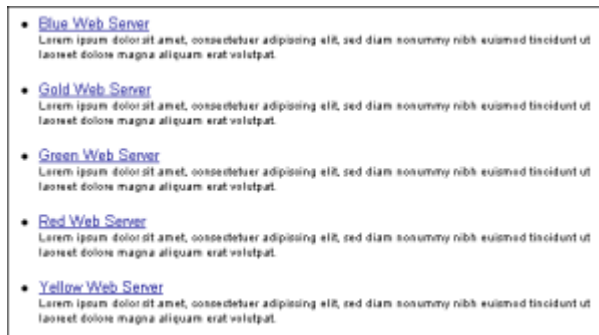 Blue Web Server
Lorem ipsum dolor sit amet, consectetuer adipiscing elit, sed diam nonummy nibh euismod tincidunt ut
laoreet dolore magna aliquam erat volutpat.
Gold Web Server
Lorem ipsum dolor sit amet, consectetuer adipiscing elit, sed diam nonummy nibh euismod tincidunt ut
laoreet dolore magna aliquam erat volutpat.
Green Web Server
Lorem ipsum dolor sit amet, consectetuer adipiscing elit, sed diam nonummy nibh euismod tincidunt ut
laoreet dolore magna aliquam erat volutpat.
Red Web Server
Lorem ipsum dolor sit amet, consectetuer adipiscing elit, sed diam nonummy nibh euismod tincidunt ut
laoreet dolore magna aliquam erat volutpat.
Yellow Web Server
Lorem ipsum dolor sit amet, consectetuer adipiscing elit, sed diam nonummy nibh euismod tincidunt ut
laoreet dolore magna aliquam erat volutpat.